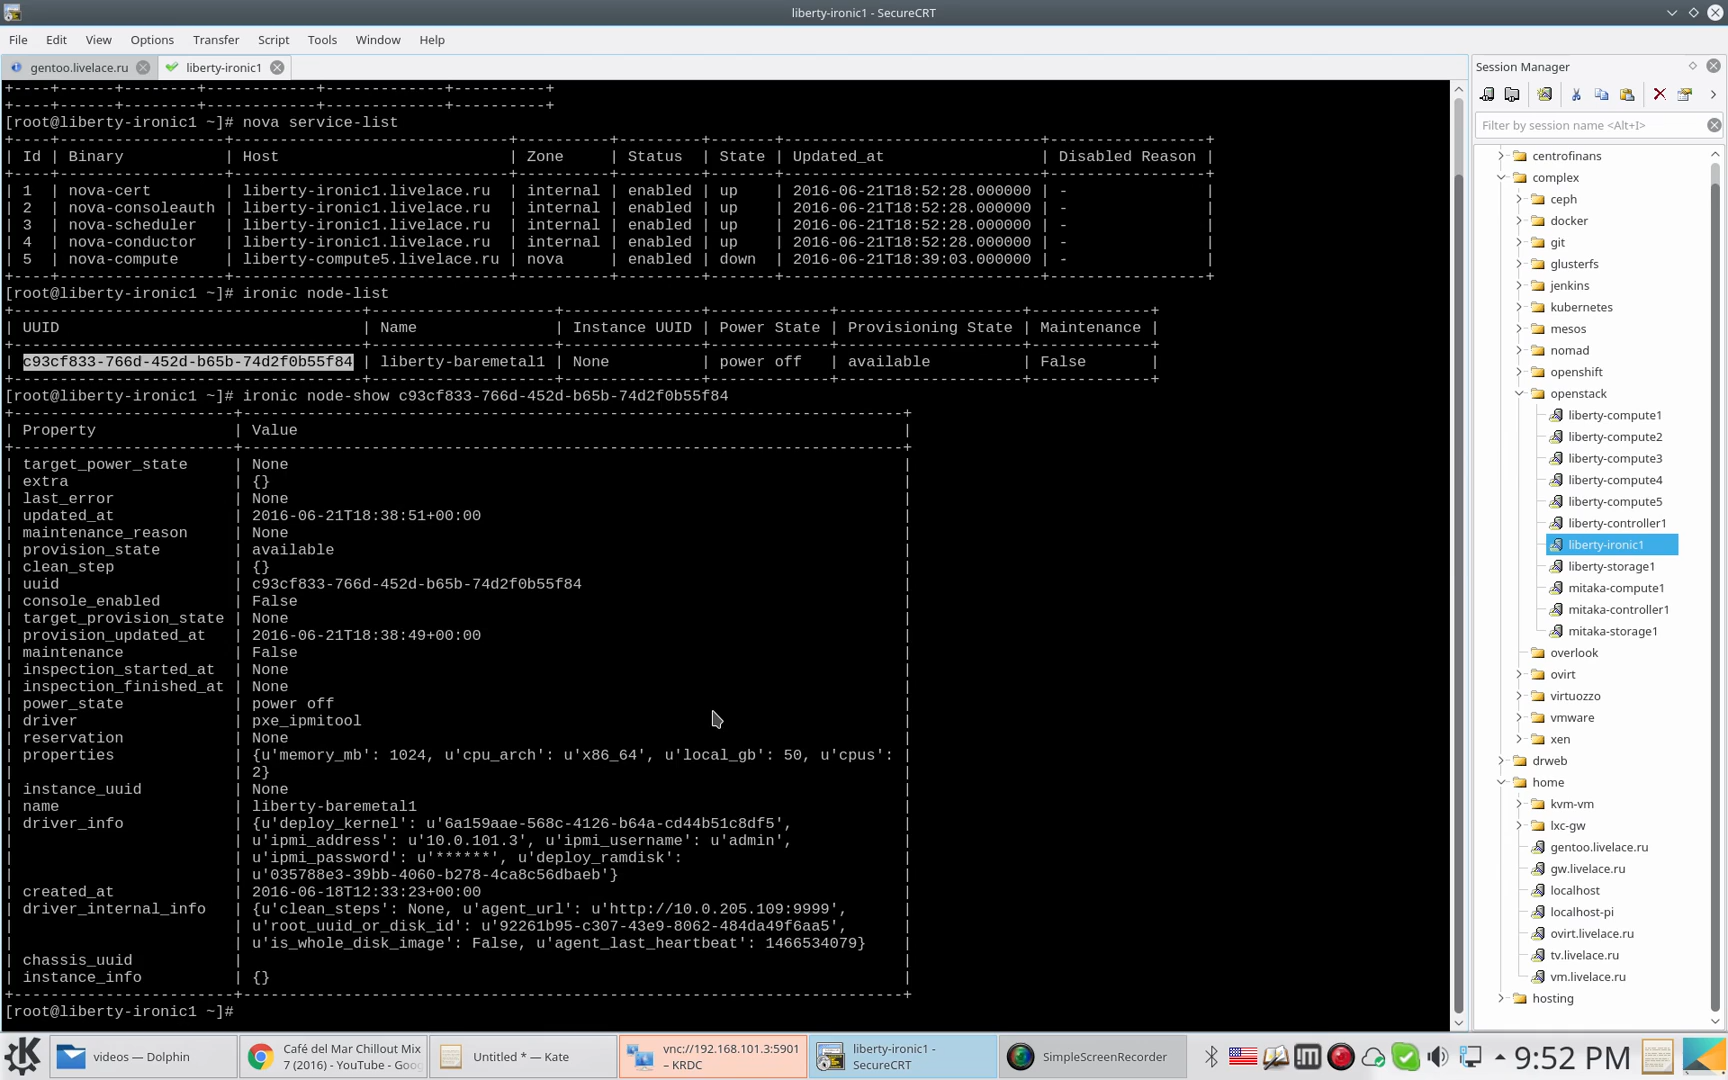 liberty-ironic1 - SecureCRT
File Edit View Options Transfer Script Tools Window Help
gentoo.livelace.ru liberty-ironic1
+----+------+--------+------------+-------------+----------+
+----+------+--------+------------+-------------+----------+
[root@liberty-ironic1 ~]# nova service-list
| Id | Binary | Host | Zone | Status | State | Updated_at | Disabled Reason |
| 1 | nova-cert | liberty-ironic1.livelace.ru | internal | enabled | up | 2016-06-21T18:52:28.000000 | - |
| 2 | nova-consoleauth | liberty-ironic1.livelace.ru | internal | enabled | up | 2016-06-21T18:52:28.000000 | - |
| 3 | nova-scheduler | liberty-ironic1.livelace.ru | internal | enabled | up | 2016-06-21T18:52:28.000000 | - |
| 4 | nova-conductor | liberty-ironic1.livelace.ru | internal | enabled | up | 2016-06-21T18:52:28.000000 | - |
| 5 | nova-compute | liberty-compute5.livelace.ru | nova | enabled | down | 2016-06-21T18:39:03.000000 | - |
[root@liberty-ironic1 ~]# ironic node-list
| UUID | Name | Instance UUID | Power State | Provisioning State | Maintenance |
| c93cf833-766d-452d-b65b-74d2f0b55f84 | liberty-baremetal1 | None | power off | available | False |
[root@liberty-ironic1 ~]# ironic node-show c93cf833-766d-452d-b65b-74d2f0b55f84
| Property | Value |
| target_power_state | None |
| extra | {} |
| last_error | None |
| updated_at | 2016-06-21T18:38:51+00:00 |
| maintenance_reason | None |
| provision_state | available |
| clean_step | {} |
| uuid | c93cf833-766d-452d-b65b-74d2f0b55f84 |
| console_enabled | False |
| target_provision_state | None |
| provision_updated_at | 2016-06-21T18:38:49+00:00 |
| maintenance | False |
| inspection_started_at | None |
| inspection_finished_at | None |
| power_state | power off |
| driver | pxe_ipmitool |
| reservation | None |
| properties | {u'memory_mb': 1024, u'cpu_arch': u'x86_64', u'local_gb': 50, u'cpus': |
| | 2} |
| instance_uuid | None |
| name | liberty-baremetal1 |
| driver_info | {u'deploy_kernel': u'6a159aae-568c-4126-b64a-cd44b51c8df5', |
| | u'ipmi_address': u'10.0.101.3', u'ipmi_username': u'admin', |
| | u'ipmi_password': u'******', u'deploy_ramdisk': |
| | u'035788e3-39bb-4060-b278-4ca8c56dbaeb'} |
| created_at | 2016-06-18T12:33:23+00:00 |
| driver_internal_info | {u'clean_steps': None, u'agent_url': u'http://10.0.205.109:9999', |
| | u'root_uuid_or_disk_id': u'92261b95-c307-43e9-8062-484da49f6aa5', |
| | u'is_whole_disk_image': False, u'agent_last_heartbeat': 1466534079} |
| chassis_uuid | |
| instance_info | {} |
[root@liberty-ironic1 ~]#
Session Manager
Filter by session name <Alt+I>
centrofinans
complex
ceph
docker
git
glusterfs
jenkins
kubernetes
mesos
nomad
openshift
openstack
liberty-compute1
liberty-compute2
liberty-compute3
liberty-compute4
liberty-compute5
liberty-controller1
liberty-ironic1
liberty-storage1
mitaka-compute1
mitaka-controller1
mitaka-storage1
overlook
ovirt
virtuozzo
vmware
xen
drweb
home
kvm-vm
lxc-gw
gentoo.livelace.ru
gw.livelace.ru
localhost
localhost-pi
ovirt.livelace.ru
tv.livelace.ru
vm.livelace.ru
hosting
videos — Dolphin
Café del Mar Chillout Mix
7 (2016) - YouTube - Goo
Untitled * — Kate
vnc://192.168.101.3:5901
– KRDC
liberty-ironic1 -
SecureCRT
SimpleScreenRecorder
9:52 PM